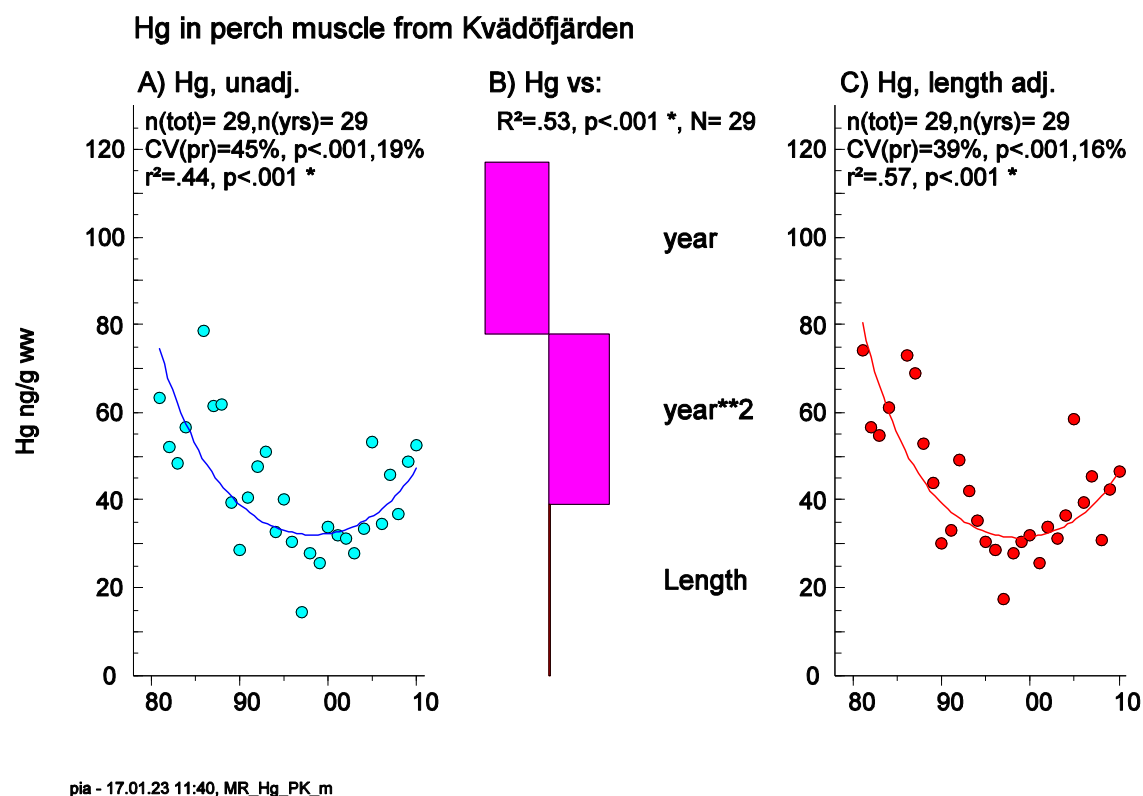 Hg in perch muscle from Kvädöfjärden
A) Hg, unadj.
n(tot)= 29,n(yrs)= 29
CV(pr)=45%, p<.001,19%
r²=.44, p<.001 *
120
100
80
60
40
20
0
Hg ng/g ww
80 90 00 10
B) Hg vs:
R²=.53, p<.001 *, N= 29
year
year**2
Length
C) Hg, length adj.
n(tot)= 29,n(yrs)= 29
CV(pr)=39%, p<.001,16%
r²=.57, p<.001 *
120
100
80
60
40
20
0
80 90 00 10
pia - 17.01.23 11:40, MR_Hg_PK_m